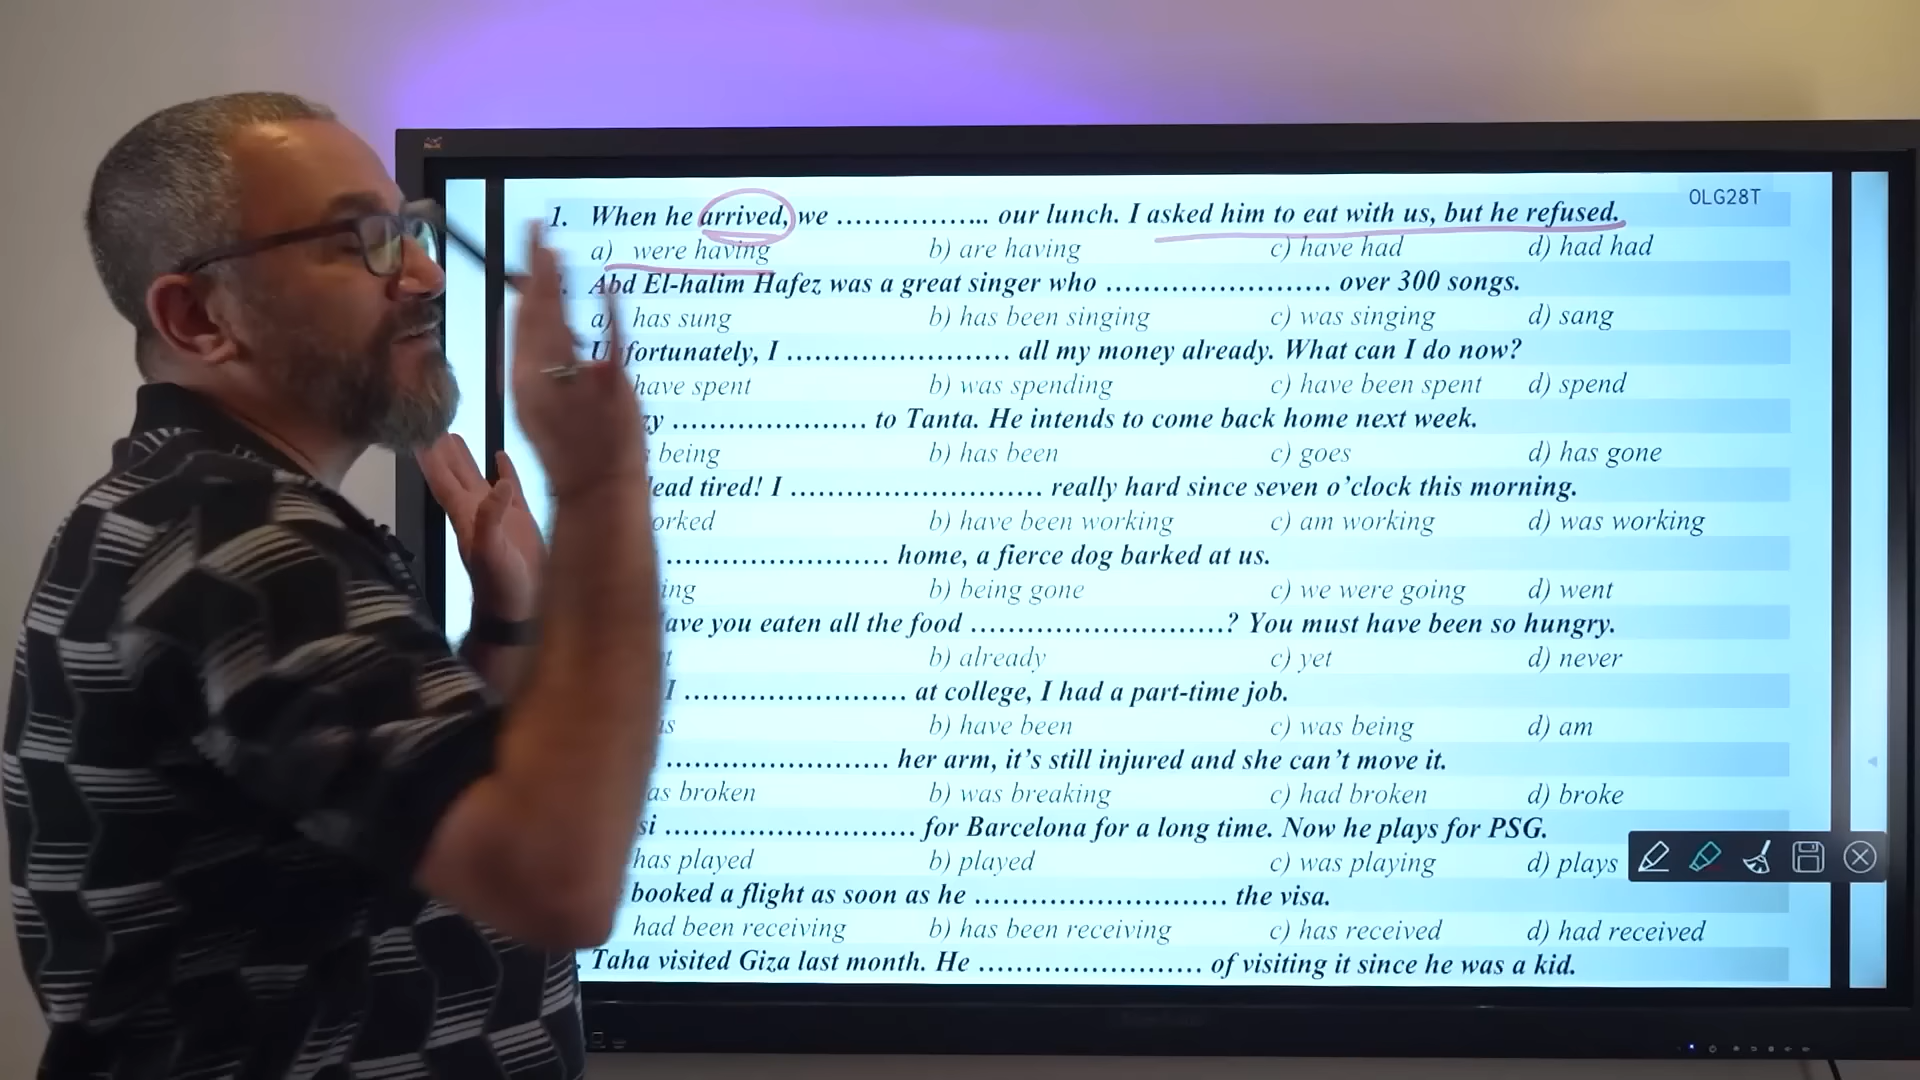 OLG28T
1. When he arrived, we .................. our lunch. I asked him to eat with us, but he refused.
a) were having b) are having c) have had d) had had
Abd El-halim Hafez was a great singer who .......................... over 300 songs.
a) has sung b) has been singing c) was singing d) sang
Unfortunately, I .......................... all my money already. What can I do now?
have spent b) was spending c) have been spent d) spend
...................... to Tanta. He intends to come back home next week.
being b) has been c) goes d) has gone
tired! I ............................. really hard since seven o'clock this morning.
b) have been working c) am working d) was working
.......................... home, a fierce dog barked at us.
b) being gone c) we were going d) went
you eaten all the food .............................? You must have been so hungry.
b) already c) yet d) never
I .......................... at college, I had a part-time job.
b) have been c) was being d) am
.......................... her arm, it's still injured and she can't move it.
broken b) was breaking c) had broken d) broke
............................. for Barcelona for a long time. Now he plays for PSG.
has played b) played c) was playing d) plays
booked a flight as soon as he ............................. the visa.
had been receiving b) has been receiving c) has received d) had received
. Taha visited Giza last month. He .......................... of visiting it since he was a kid.